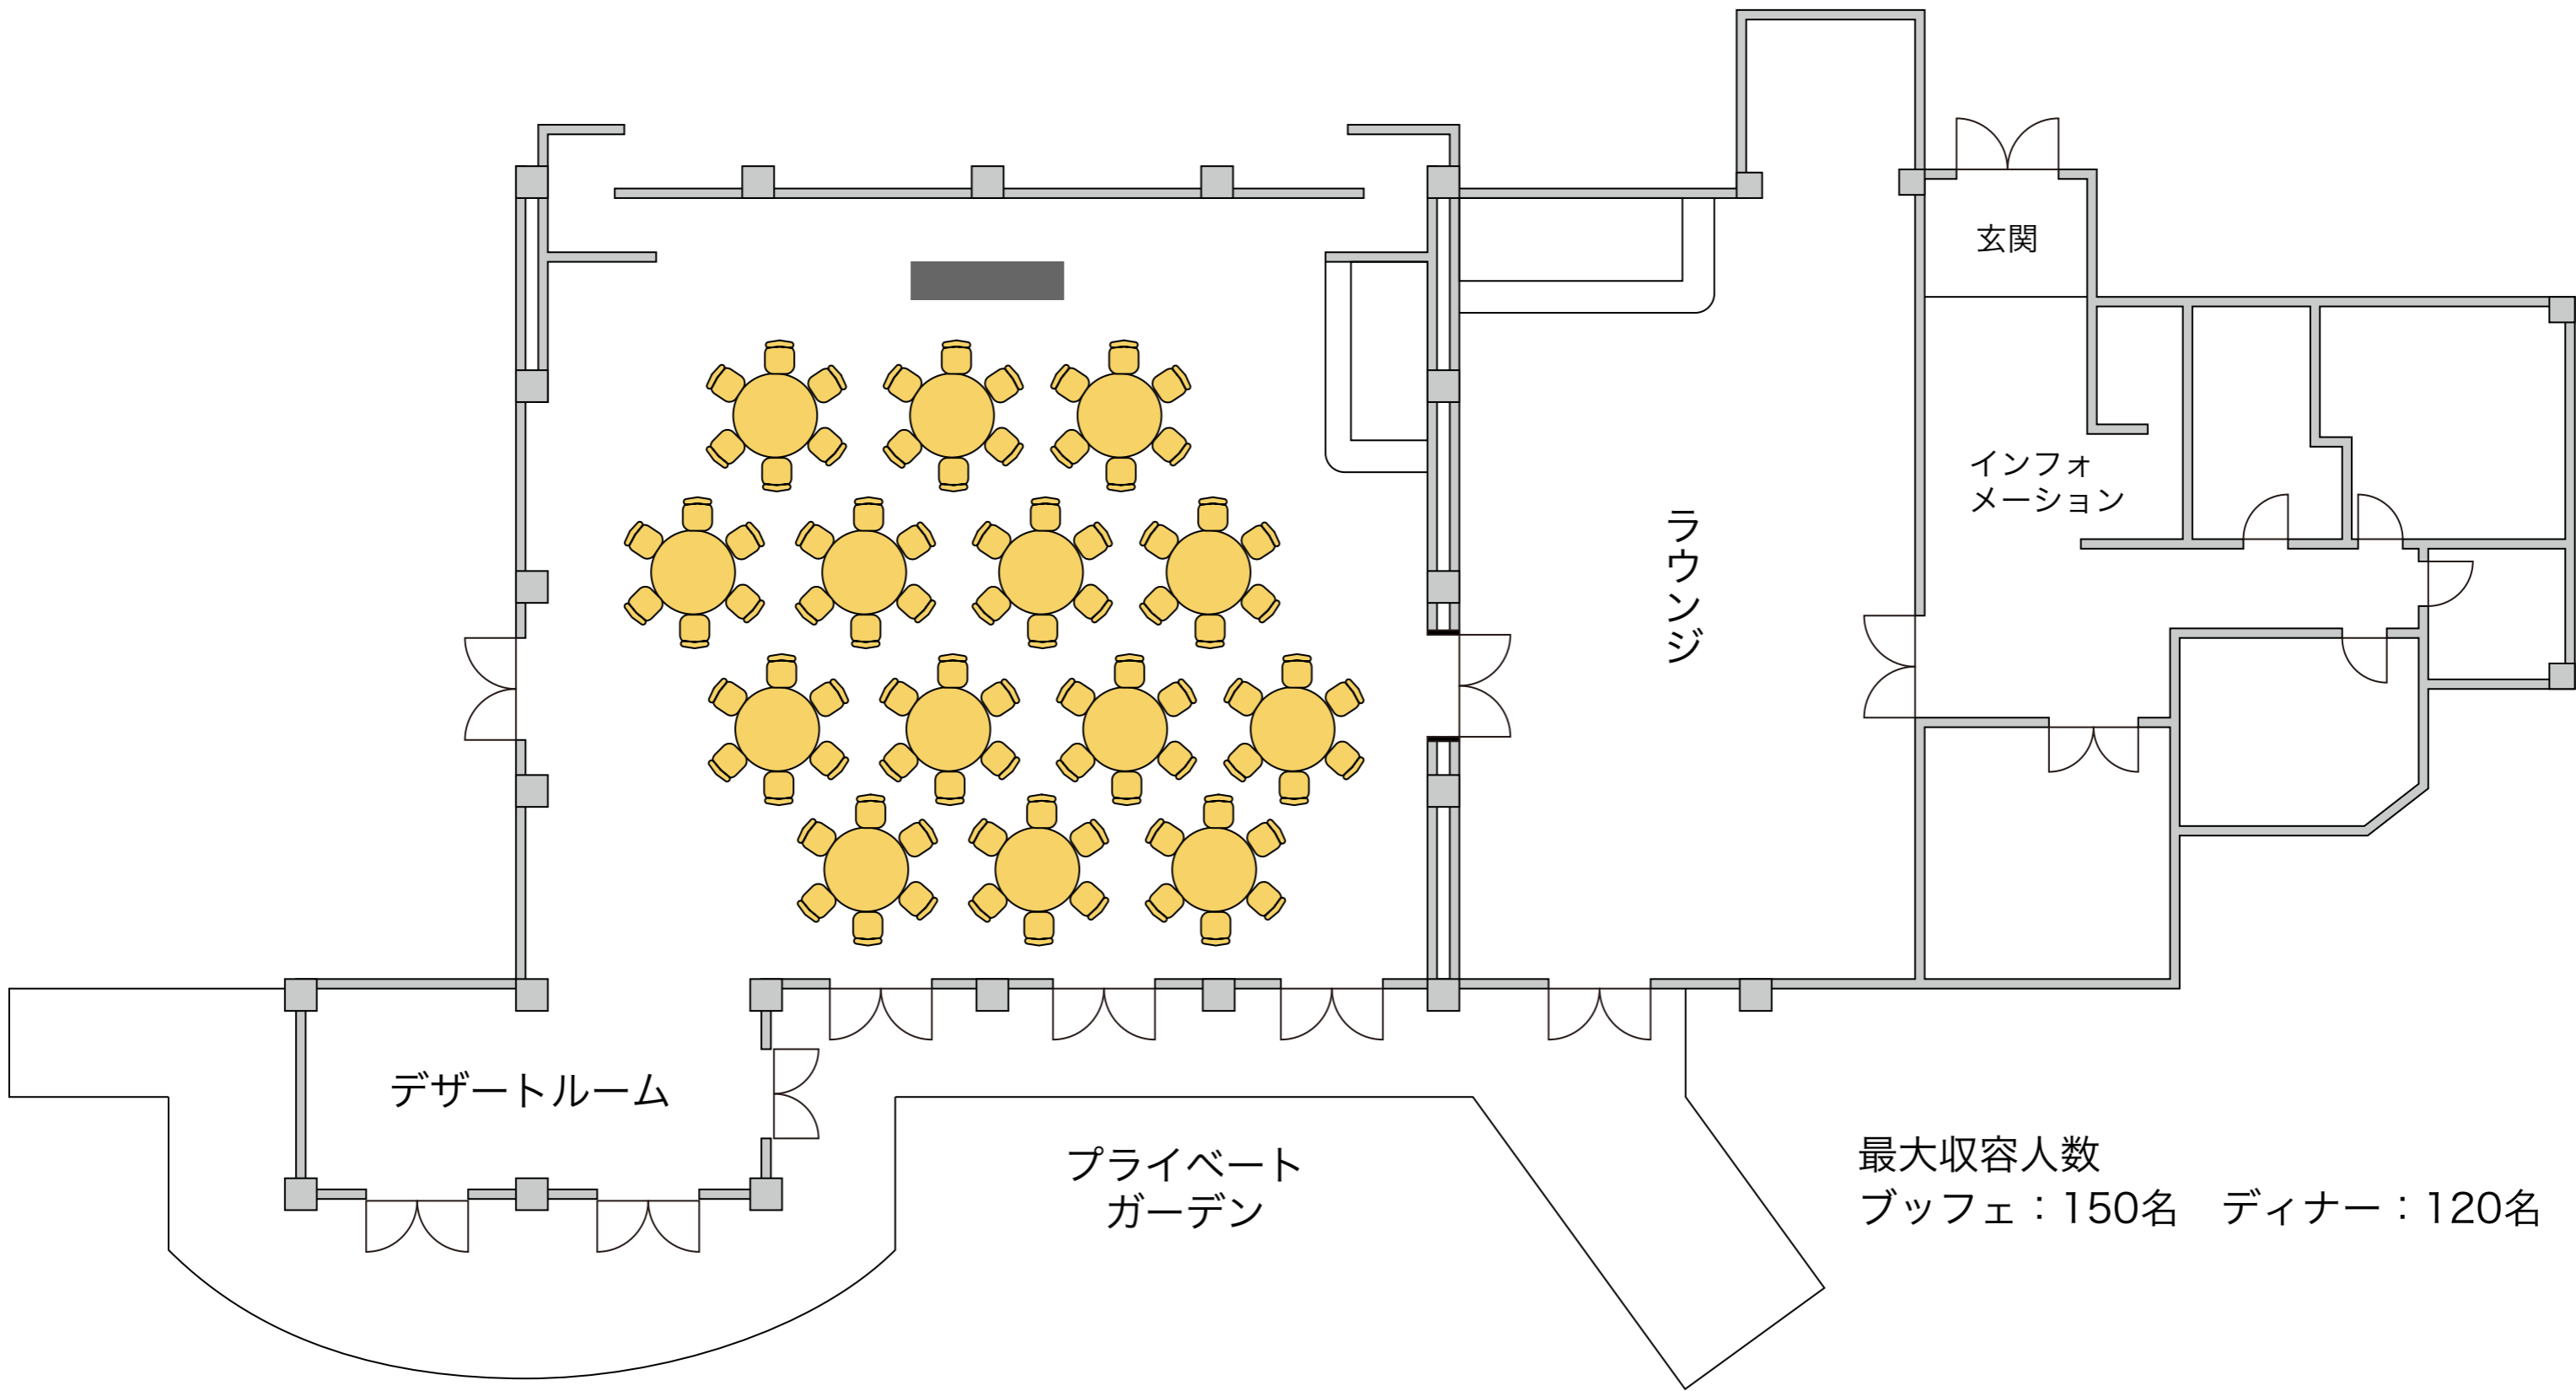 玄関
インフォ
メーション
ラウンジ
デザートルーム
プライベート
ガーデン
最大収容人数
ブッフェ：150名　ディナー：120名